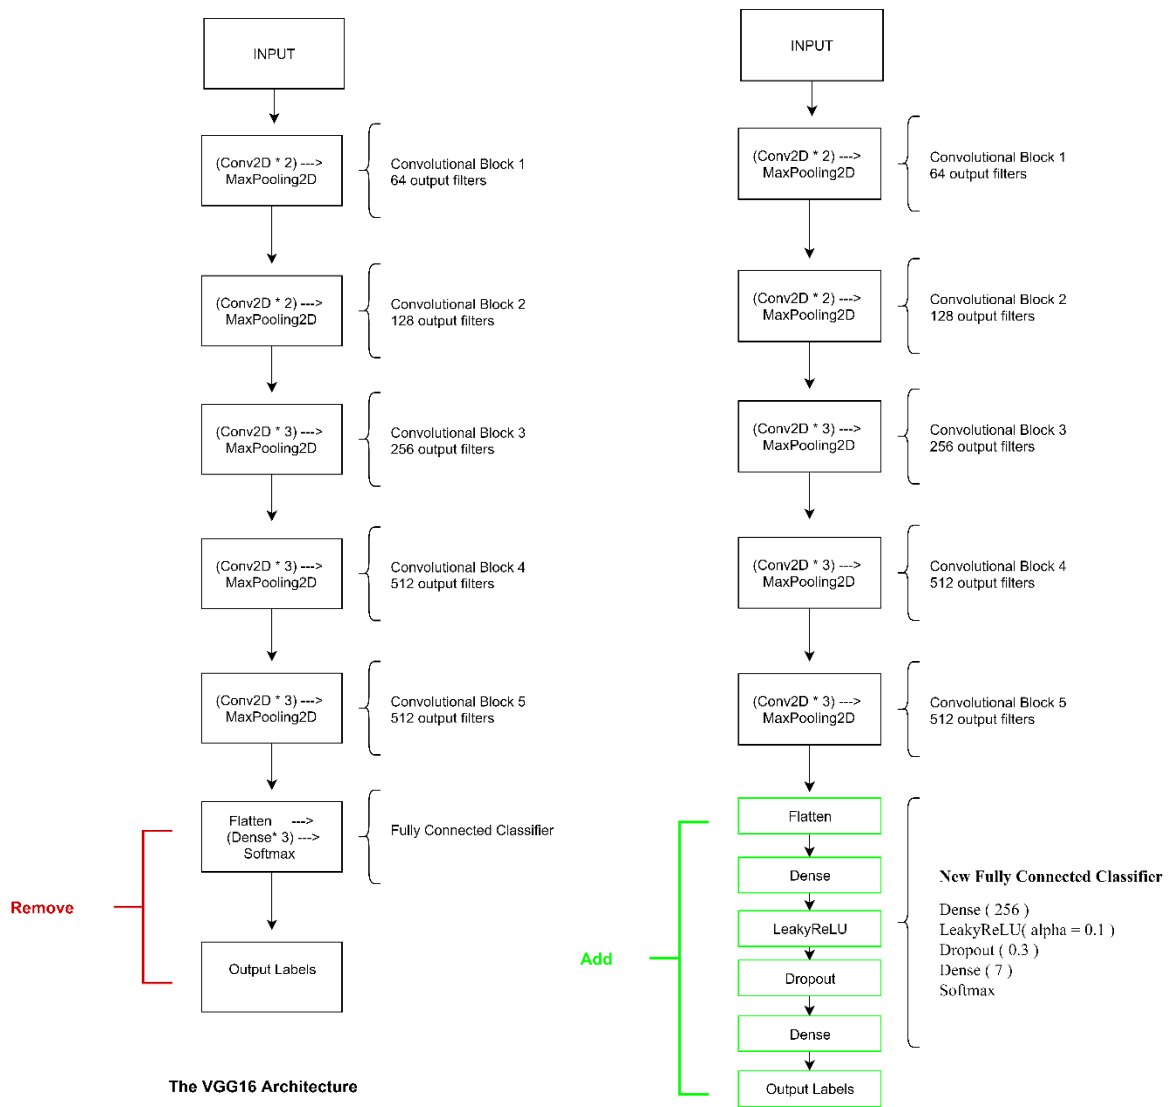 INPUT
(Conv2D * 2) --->
MaxPooling2D
Convolutional Block 1
64 output filters
(Conv2D * 2) --->
MaxPooling2D
Convolutional Block 2
128 output filters
(Conv2D * 3) --->
MaxPooling2D
Convolutional Block 3
256 output filters
(Conv2D * 3) --->
MaxPooling2D
Convolutional Block 4
512 output filters
(Conv2D * 3) --->
MaxPooling2D
Convolutional Block 5
512 output filters
Flatten --->
(Dense* 3) --->
Softmax
Fully Connected Classifier
Remove
Output Labels
The VGG16 Architecture
INPUT
(Conv2D * 2) --->
MaxPooling2D
Convolutional Block 1
64 output filters
(Conv2D * 2) --->
MaxPooling2D
Convolutional Block 2
128 output filters
(Conv2D * 3) --->
MaxPooling2D
Convolutional Block 3
256 output filters
(Conv2D * 3) --->
MaxPooling2D
Convolutional Block 4
512 output filters
(Conv2D * 3) --->
MaxPooling2D
Convolutional Block 5
512 output filters
Add
Flatten
Dense
LeakyReLU
Dropout
Dense
Output Labels
New Fully Connected Classifier
Dense ( 256 )
LeakyReLU( alpha = 0.1 )
Dropout ( 0.3 )
Dense ( 7 )
Softmax